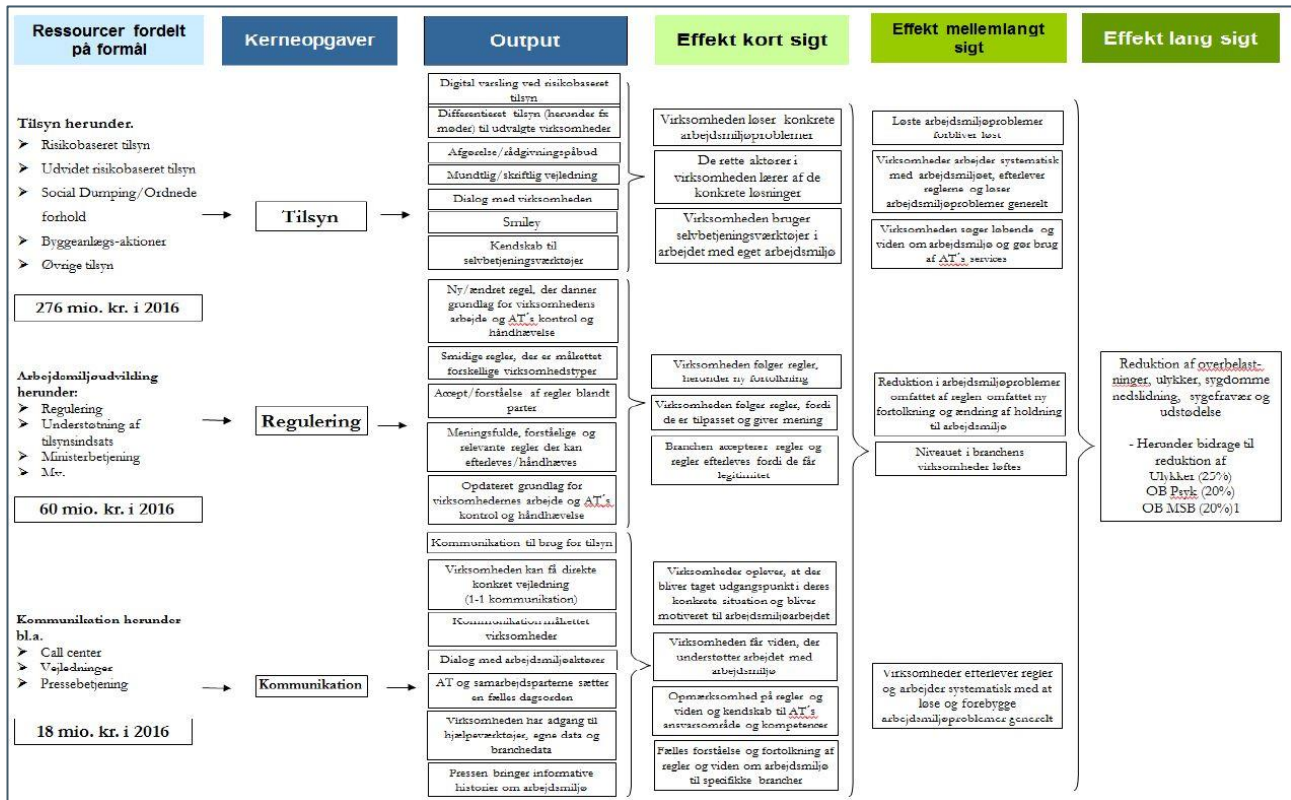 Ressourcer fordelt
på formål
Kerneopgaver
Output
Effekt kort sigt
Effekt mellemlangt
sigt
Effekt lang sigt
Tilsyn herunder.
➤ Risikobaseret tilsyn
➤ Udvidet risikobaseret tilsyn
➤ Social Dumping/Ordnede
forhold
➤ Byggeanlægs-aktioner
➤ Øvrige tilsyn
276 mio. kr. i 2016
Tilsyn
Digital varsling ved risikobaseret
tilsyn
Differentieret tilsyn (herunder fx
møder) til udvalgte virksomheder
Afgørelse/rådgivningspåbud
Mundtlig/skriftlig vejledning
Dialog med virksomheden
Smiley
Kendskab til
selvbetjeningsværktøjer
Virksomheden løser konkrete
arbejdsmiljøproblemer
De rette aktører i
virksomheden lærer af de
konkrete løsninger
Virksomheden bruger
selvbetjeningsværktøjer i
arbejdet med eget arbejdsmiljø
Løste arbejdsmiljøproblemer
forbliver løst
Virksomheder arbejder systematisk
med arbejdsmiljøet, efterlever
reglerne og løser
arbejdsmiljøproblemer generelt
Virksomheden søger løbende og
viden om arbejdsmiljø og gør brug
af AT´s services
Arbejdsmiljøudvilding
herunder:
➤ Regulering
➤ Understøtning af
tilsynsindsats
➤ Ministerbetjening
➤ Mv.
60 mio. kr. i 2016
Regulering
Ny/ændret regel, der danner
grundlag for virksomhedens
arbejde og AT´s kontrol og
håndhævelse
Smidige regler, der er målrettet
forskellige virksomhedstyper
Accept/forståelse af regler blandt
parter
Meningsfulde, forståelige og
relevante regler der kan
efterleves/håndhæves
Opdateret grundlag for
virksomhedernes arbejde og AT´s
kontrol og håndhævelse
Virksomheden følger regler,
herunder ny fortolkning
Virksomheden følger regler, fordi
de er tilpasset og giver mening
Branchen accepterer regler og
regler efterleves fordi de får
legitimitet
Reduktion i arbejdsmiljøproblemer
omfattet af reglen omfattet ny
fortolkning og ændring af holdning
til arbejdsmiljø
Niveauet i branchens
virksomheder løftes
Reduktion af overbelast-
ninger, ulykker, sygdomme
nedslidning, sygefravær og
udstødelse
- Herunder bidrage til
reduktion af
Ulykker (25%)
OB Psyk (20%)
OB MSB (20%)1
Kommunikation herunder
bl.a.
➤ Call center
➤ Vejledninger
➤ Pressebetjening
18 mio. kr. i 2016
Kommunikation
Kommunikation til brug for tilsyn
Virksomheden kan få direkte
konkret vejledning
(1-1 kommunikation)
Kommunikation målrettet
virksomheder
Dialog med arbejdsmiljøaktører
AT og samarbejdsparterne sætter
en fælles dagsorden
Virksomheden har adgang til
hjælpeværktøjer, egne data og
branchedata
Pressen bringer informative
historier om arbejdsmiljø
Virksomheder oplever, at der
bliver taget udgangspunkt i deres
konkrete situation og bliver
motiveret til arbejdsmiljøarbejdet
Virksomheden får viden, der
understøtter arbejdet med
arbejdsmiljø
Opmærksomhed på regler og
viden og kendskab til AT´s
ansvarsområde og kompetencer
Fælles forståelse og fortolkning af
regler og viden om arbejdsmiljø
til specifikke brancher
Virksomheder efterlever regler
og arbejder systematisk med at
løse og forebygge
arbejdsmiljøproblemer generelt